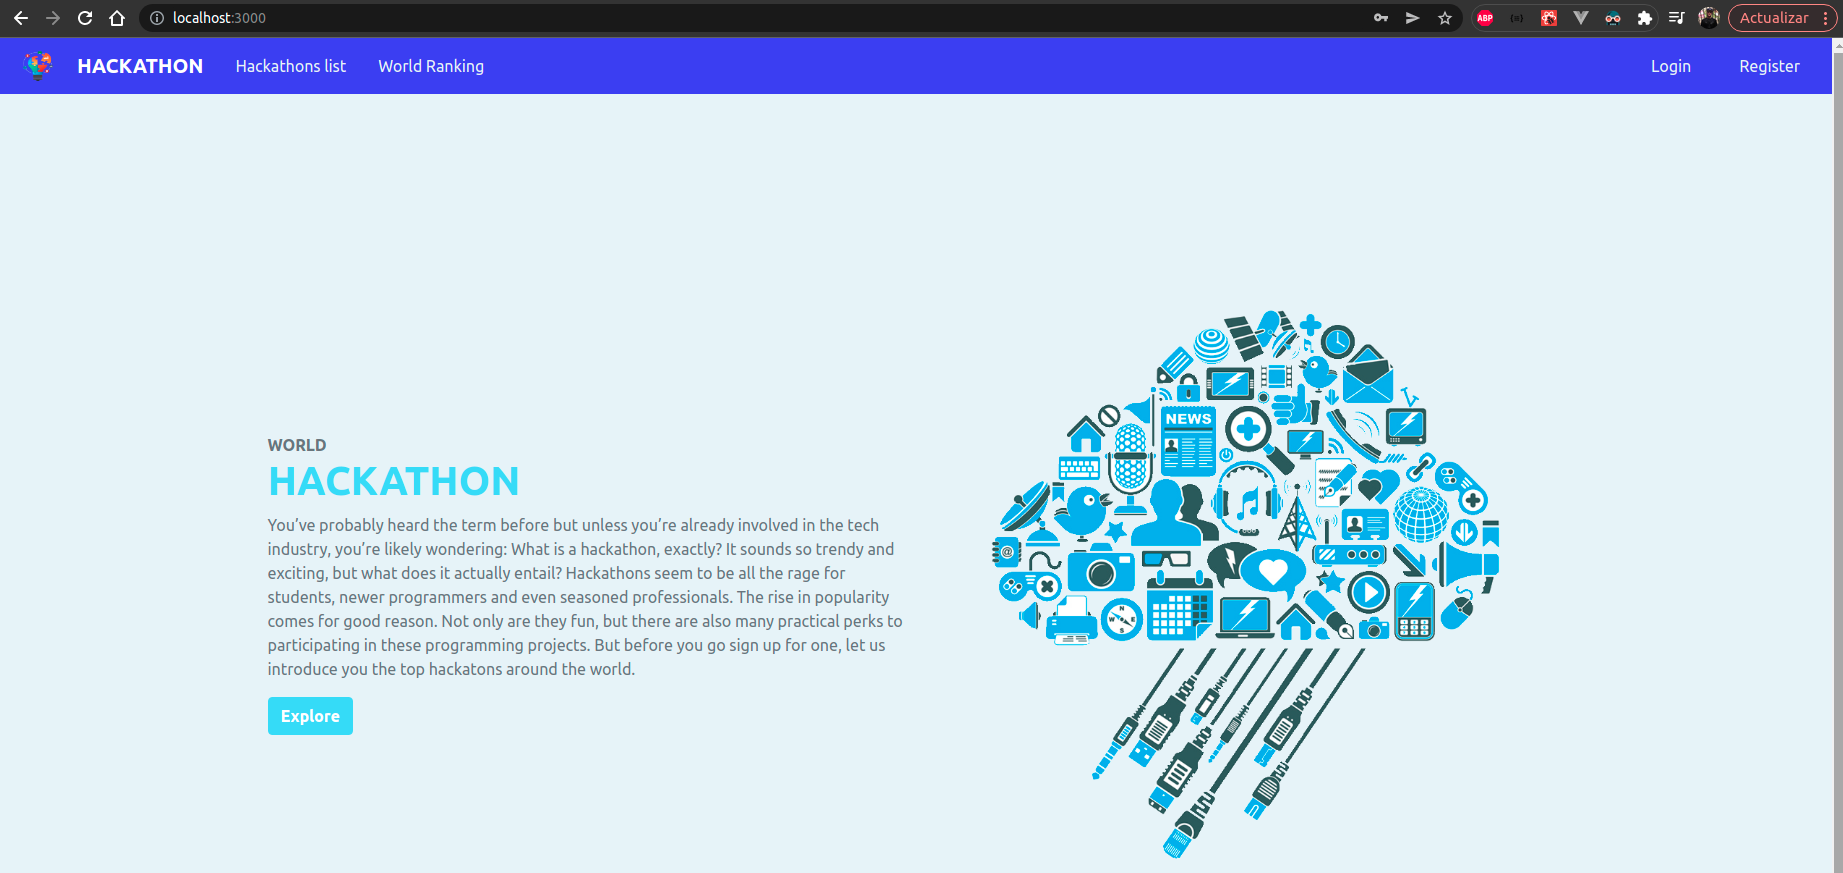 localhost:3000
ABP
Actualizar
HACKATHON
Hackathons list
World Ranking
Login
Register
WORLD
HACKATHON
You’ve probably heard the term before but unless you’re already involved in the tech
industry, you’re likely wondering: What is a hackathon, exactly? It sounds so trendy and
exciting, but what does it actually entail? Hackathons seem to be all the rage for
students, newer programmers and even seasoned professionals. The rise in popularity
comes for good reason. Not only are they fun, but there are also many practical perks to
participating in these programming projects. But before you go sign up for one, let us
introduce you the top hackatons around the world.
Explore
NEWS
@
N
W E
S